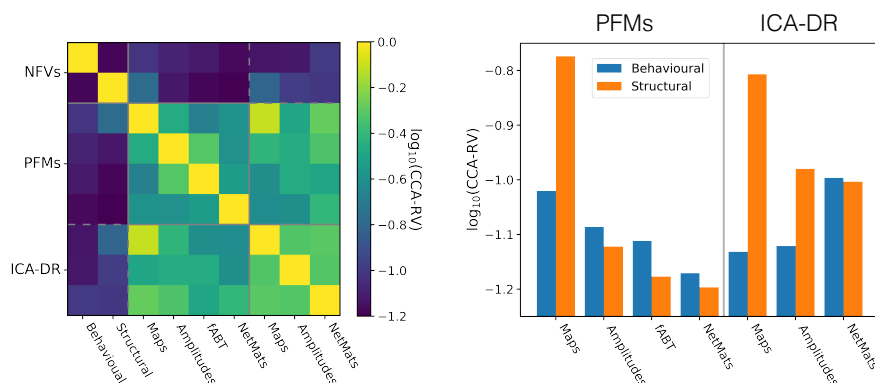 PFMs
ICA-DR
NFVs
PFMs
ICA-DR
Behavioural
Structural
Maps
Amplitudes
fABT
NetMats
Maps
Amplitudes
NetMats
0.0
−0.2
−0.4
−0.6
−0.8
−1.0
−1.2
log10(CCA-RV)
log10(CCA-RV)
−0.8
−0.9
−1.0
−1.1
−1.2
Behavioural
Structural
Maps
Amplitudes
fABT
NetMats
Maps
Amplitudes
NetMats